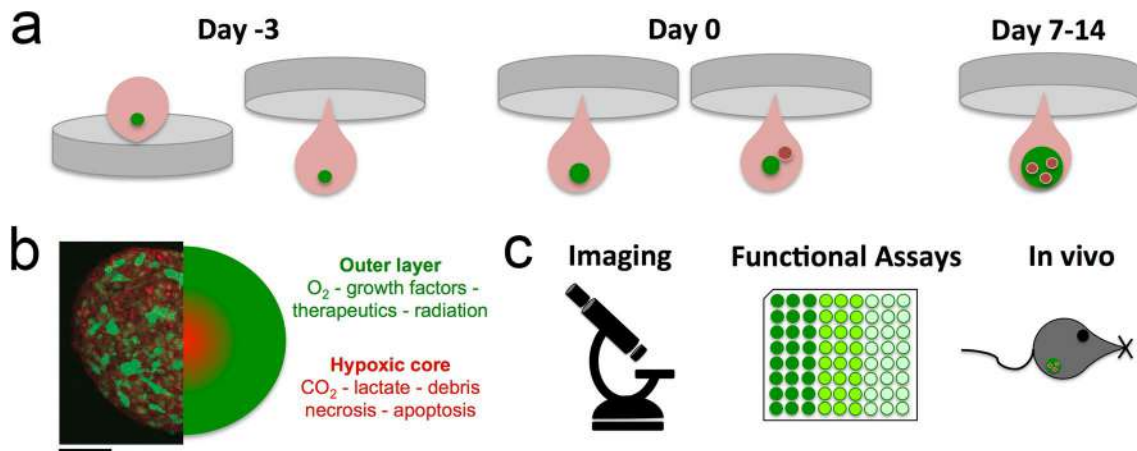 a
Day -3
Day 0
Day 7-14
b
Outer layer
O₂ - growth factors -
therapeutics - radiation
Hypoxic core
CO₂ - lactate - debris
necrosis - apoptosis
c
Imaging
Functional Assays
In vivo